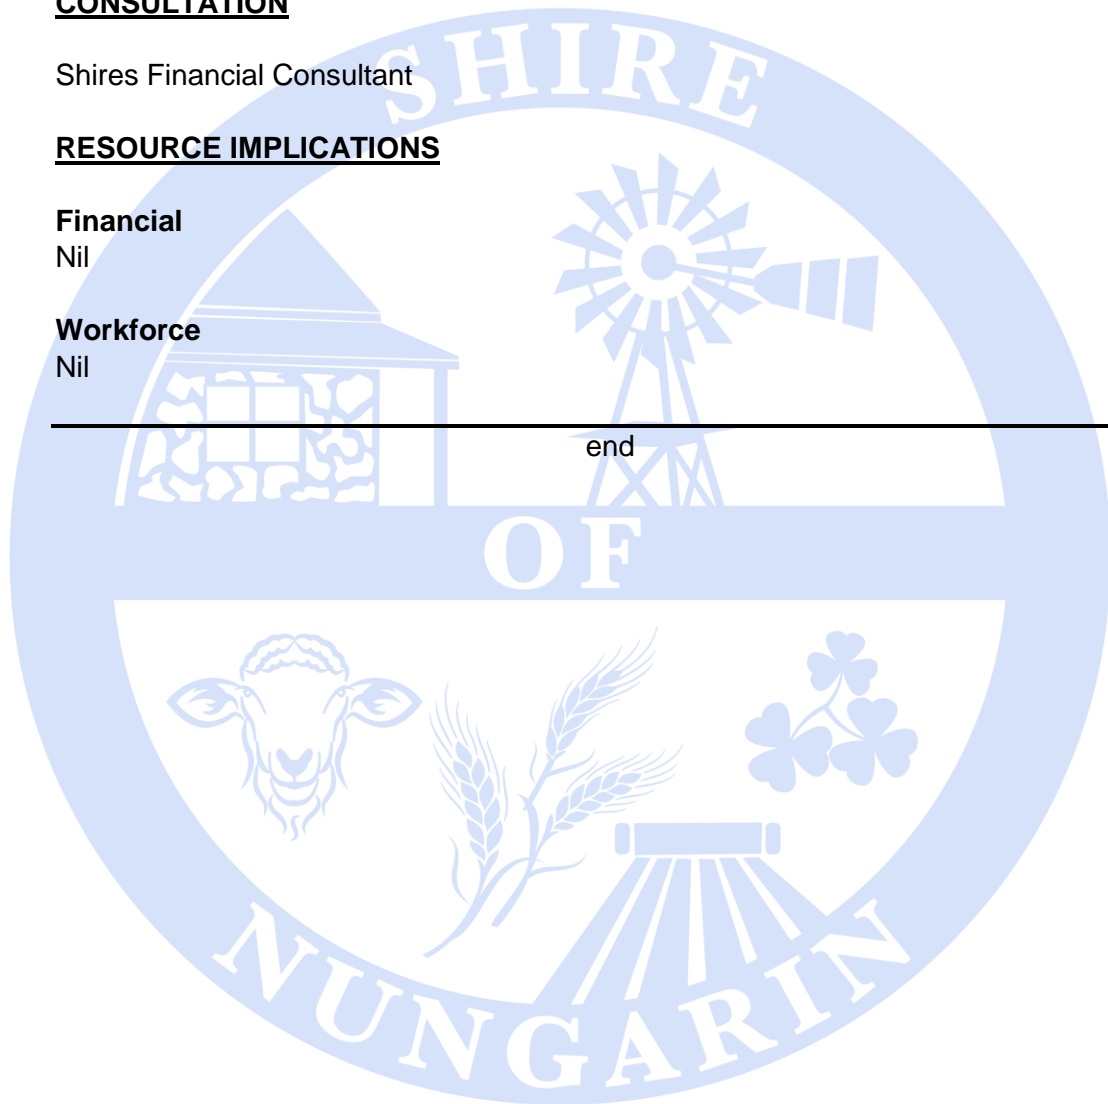 CONSULTATION
Shires Financial Consultant
RESOURCE IMPLICATIONS
Financial
Nil
Workforce
Nil
end
SHIRE
OF
NUNGARIN